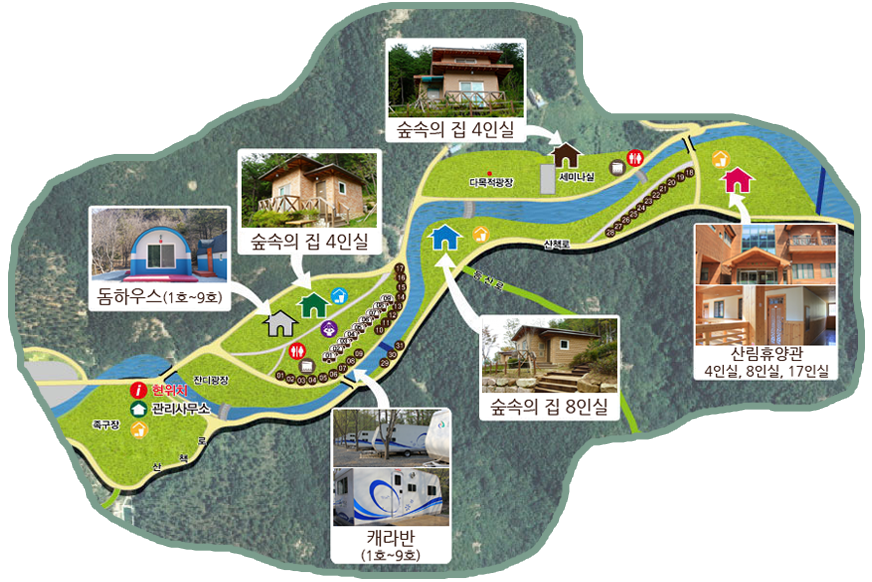 숲속의 집 4인실
숲속의 집 4인실
돔하우스(1호~9호)
다목적광장
세미나실
산책로
등산로
산림휴양관
4인실, 8인실, 17인실
숲속의 집 8인실
캐라반
(1호~9호)
잔디광장
현위치
관리사무소
족구장
산책로
18
19
20
21
22
23
24
25
26
27
28
17
16
15
14
13
12
11
10
31
30
29
01
02
03
04
05
06
07
08
09